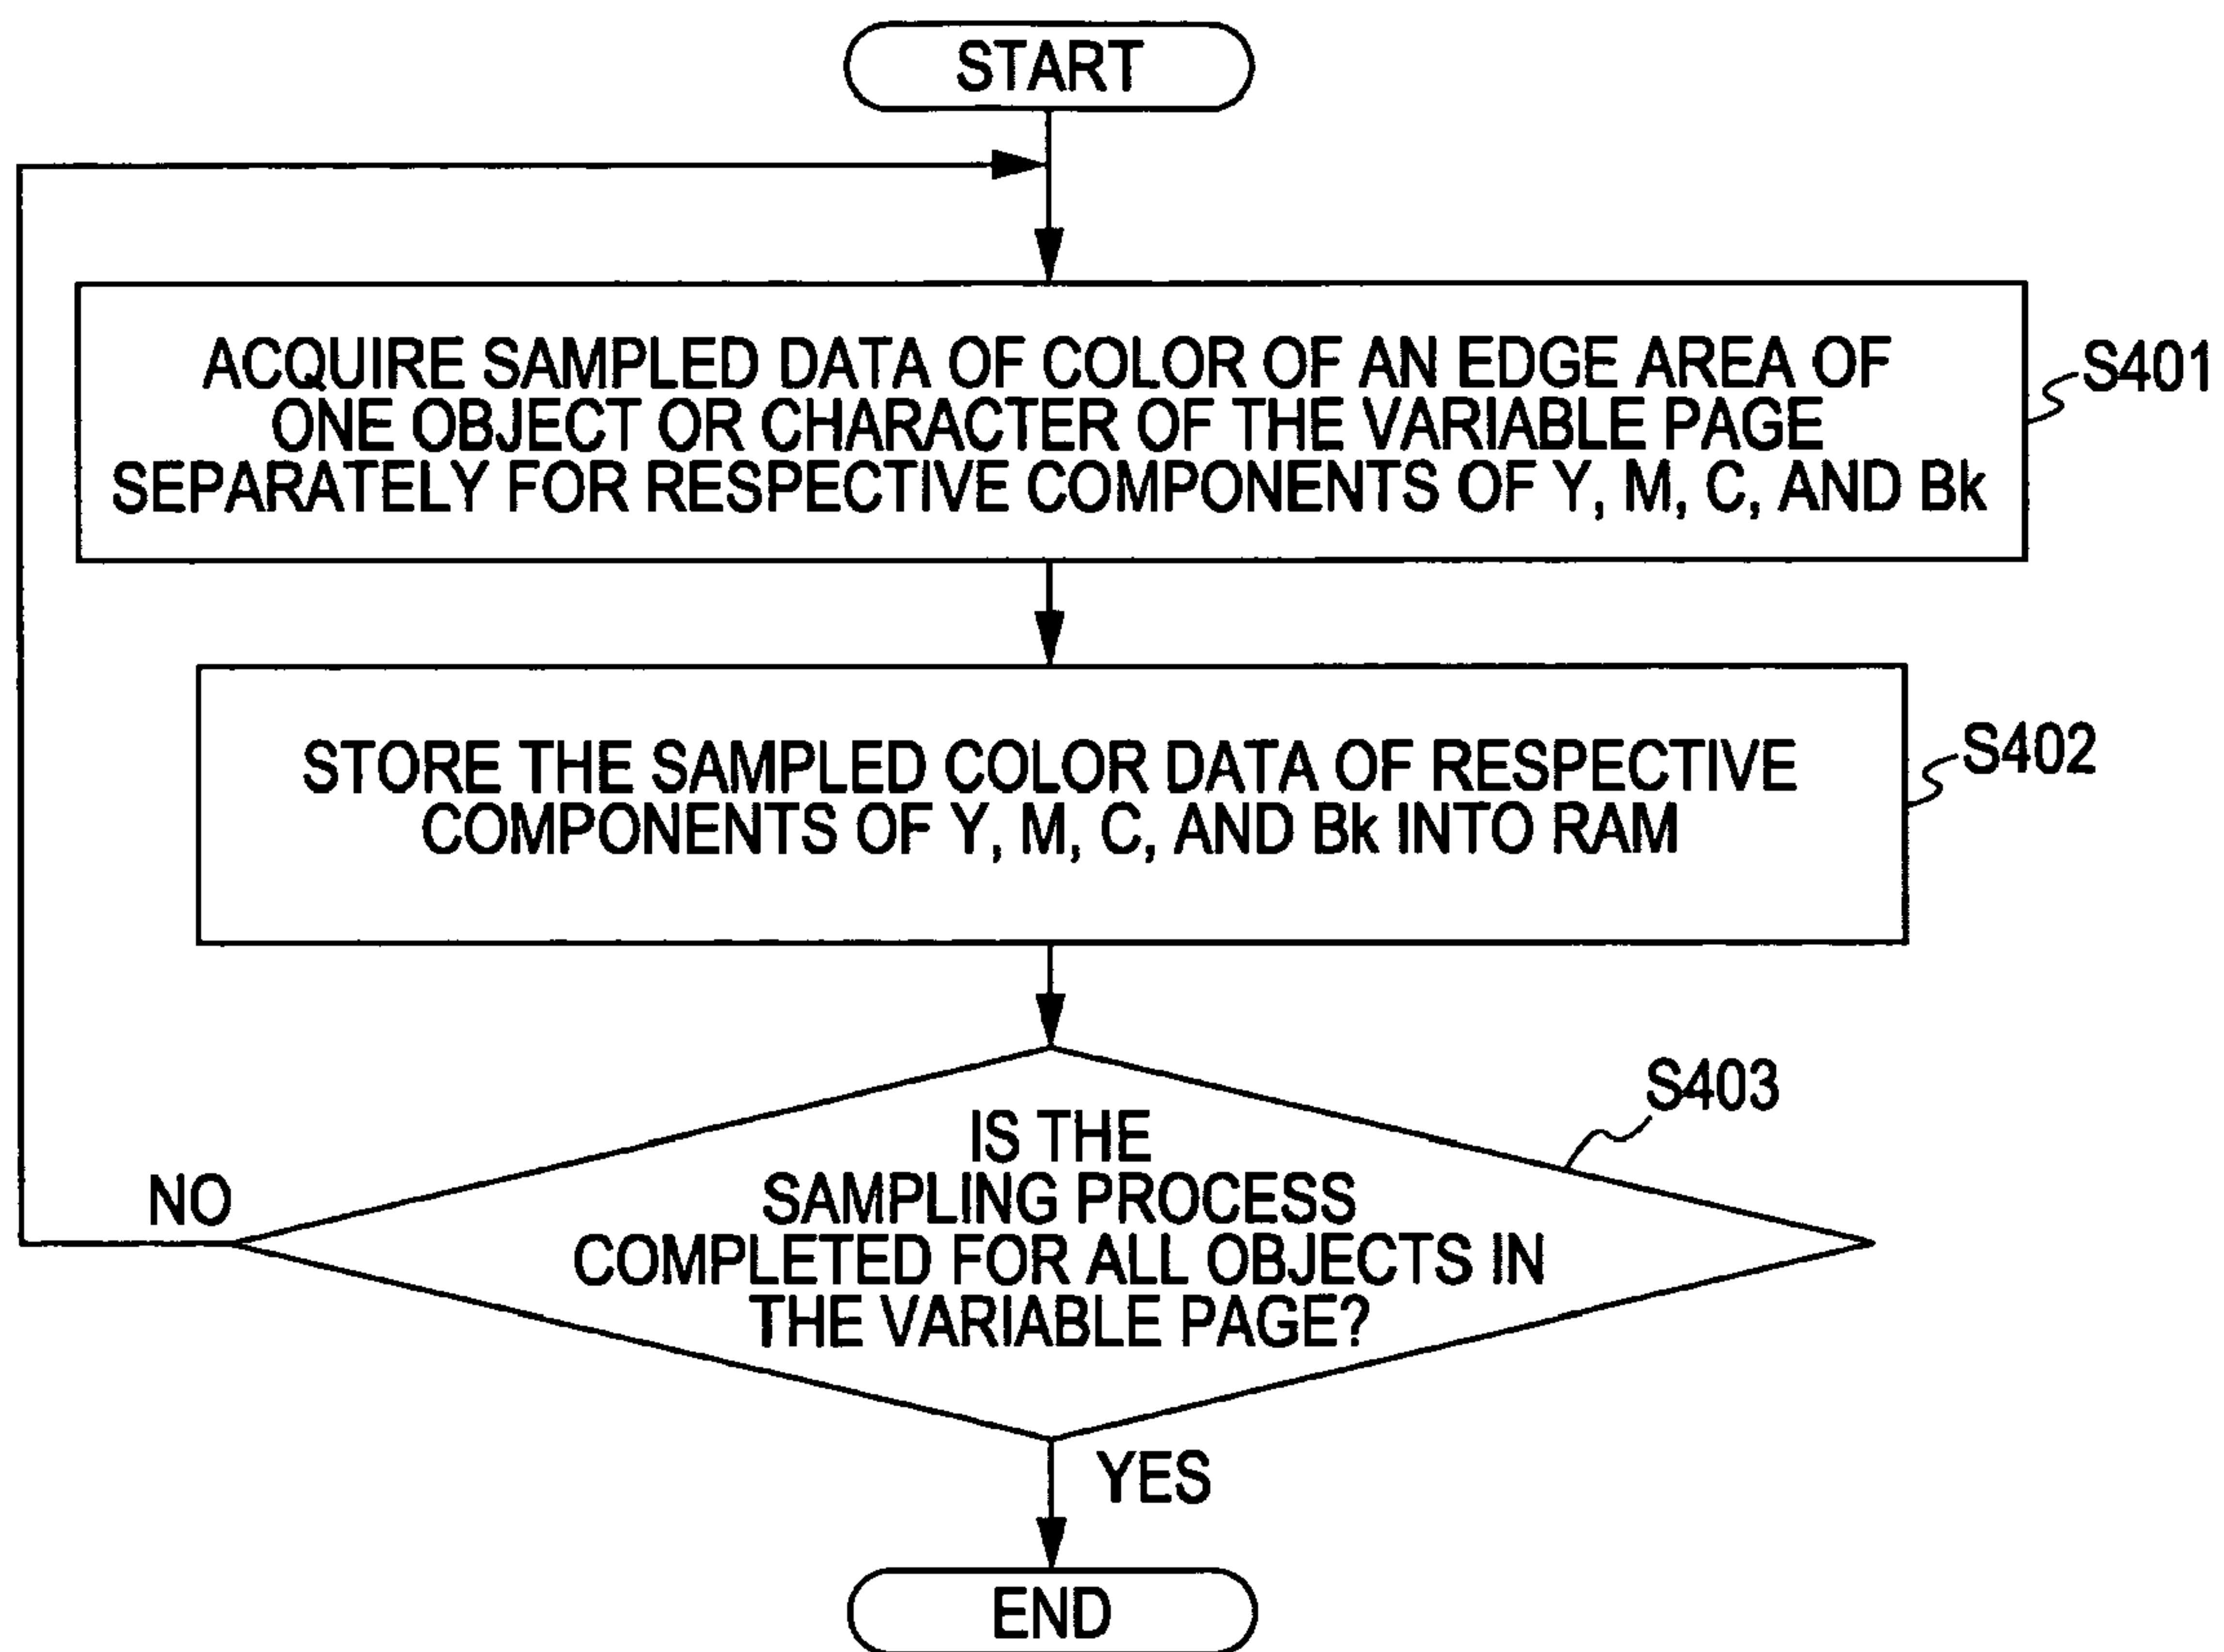 START
ACQUIRE SAMPLED DATA OF COLOR OF AN EDGE AREA OF
ONE OBJECT OR CHARACTER OF THE VARIABLE PAGE
SEPARATELY FOR RESPECTIVE COMPONENTS OF Y, M, C, AND Bk
S401
STORE THE SAMPLED COLOR DATA OF RESPECTIVE
COMPONENTS OF Y, M, C, AND Bk INTO RAM
S402
IS THE
SAMPLING PROCESS
COMPLETED FOR ALL OBJECTS IN
THE VARIABLE PAGE?
S403
NO
YES
END